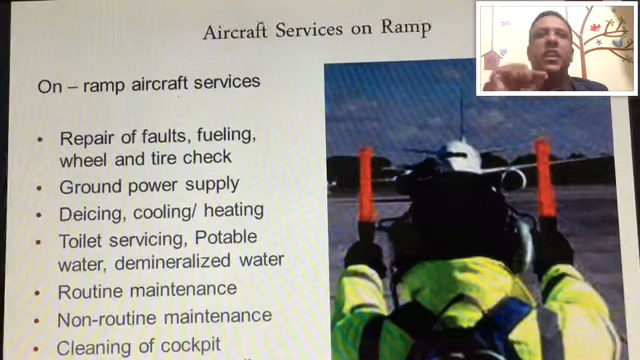 Aircraft Services on Ramp
On – ramp aircraft services
• Repair of faults, fueling,
wheel and tire check
• Ground power supply
• Deicing, cooling/ heating
• Toilet servicing, Potable
water, demineralized water
• Routine maintenance
• Non-routine maintenance
• Cleaning of cockpit